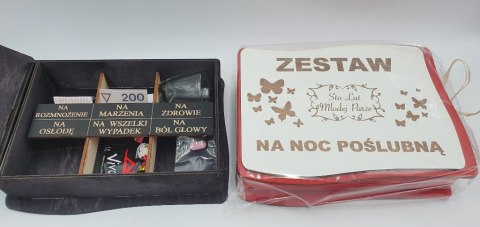 200
NA
ROZMNOŻENIE
NA
MARZENIA
NA
ZDROWIE
NA
OSŁODĘ
NA WSZELKI
WYPADEK
NA
BÓL GŁOWY
ZESTAW
Sto Lat
Młodej Parze
NA NOC POŚLUBNĄ